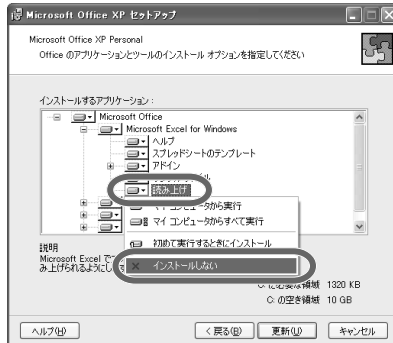 Microsoft Office XP セットアップ
Microsoft Office XP Personal
Office のアプリケーションとツールのインストール オプションを指定してください
インストールするアプリケーション：
Microsoft Office
Microsoft Excel for Windows
ヘルプ
スプレッドシートのテンプレート
アドイン
読み上げ
マイ コンピュータから実行
マイ コンピュータからすべて実行
初めて実行するときにインストール
インストールしない
説明
Microsoft Excel で
み上げられるようにし
C: に必要な領域 1320 KB
C: の空き領域 10 GB
ヘルプ(H)
< 戻る(B)
更新(U)
キャンセル